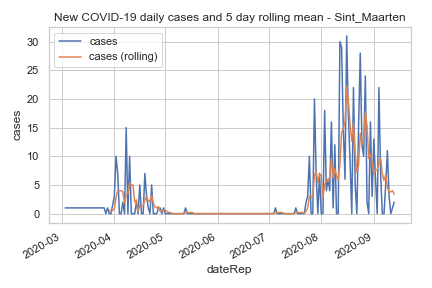 New COVID-19 daily cases and 5 day rolling mean - Sint_Maarten
cases
cases (rolling)
30
25
20
15
10
5
0
cases
2020-03
2020-04
2020-05
2020-06
2020-07
2020-08
2020-09
dateRep